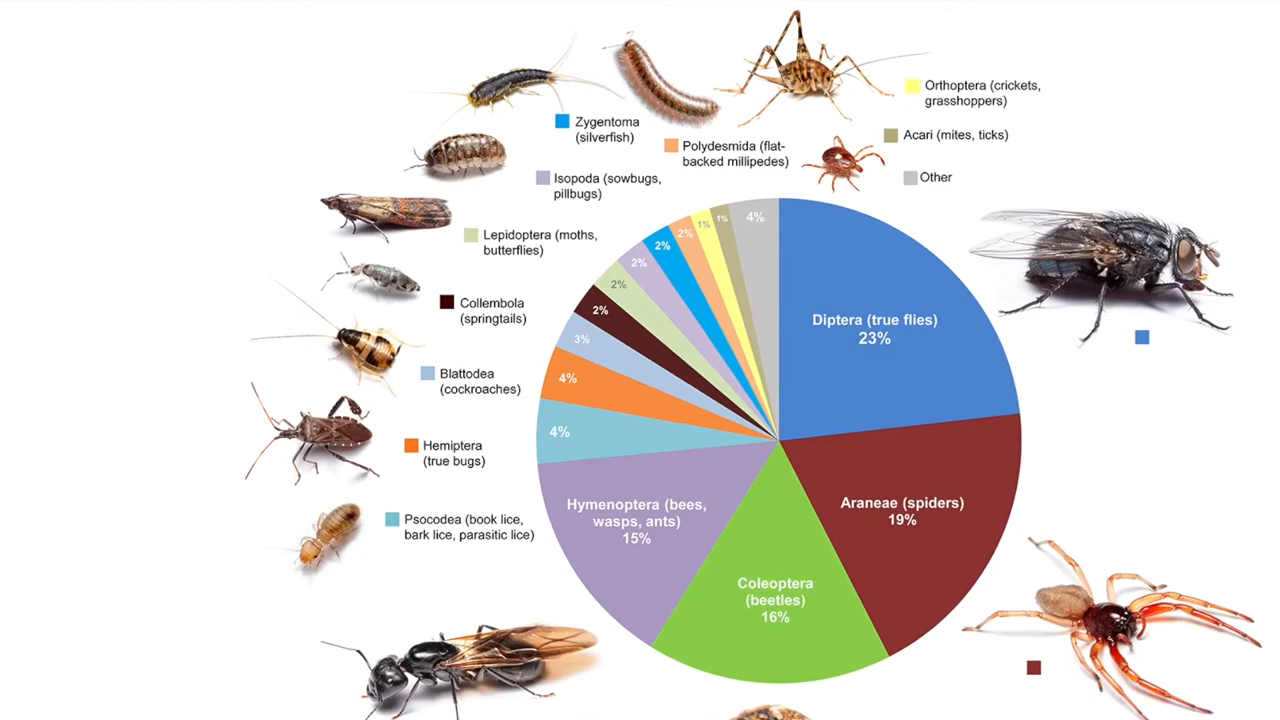 Orthoptera (crickets,
grasshoppers)
Zygentoma
(silverfish)
Acari (mites, ticks)
Polydesmida (flat-
backed millipedes)
Isopoda (sowbugs,
pillbugs)
Other
Lepidoptera (moths,
butterflies)
Collembola
(springtails)
Blattodea
(cockroaches)
Hemiptera
(true bugs)
Psocodea (book lice,
bark lice, parasitic lice)
4%
1%
1%
2%
2%
2%
2%
2%
3%
4%
4%
Diptera (true flies)
23%
Araneae (spiders)
19%
Hymenoptera (bees,
wasps, ants)
15%
Coleoptera
(beetles)
16%